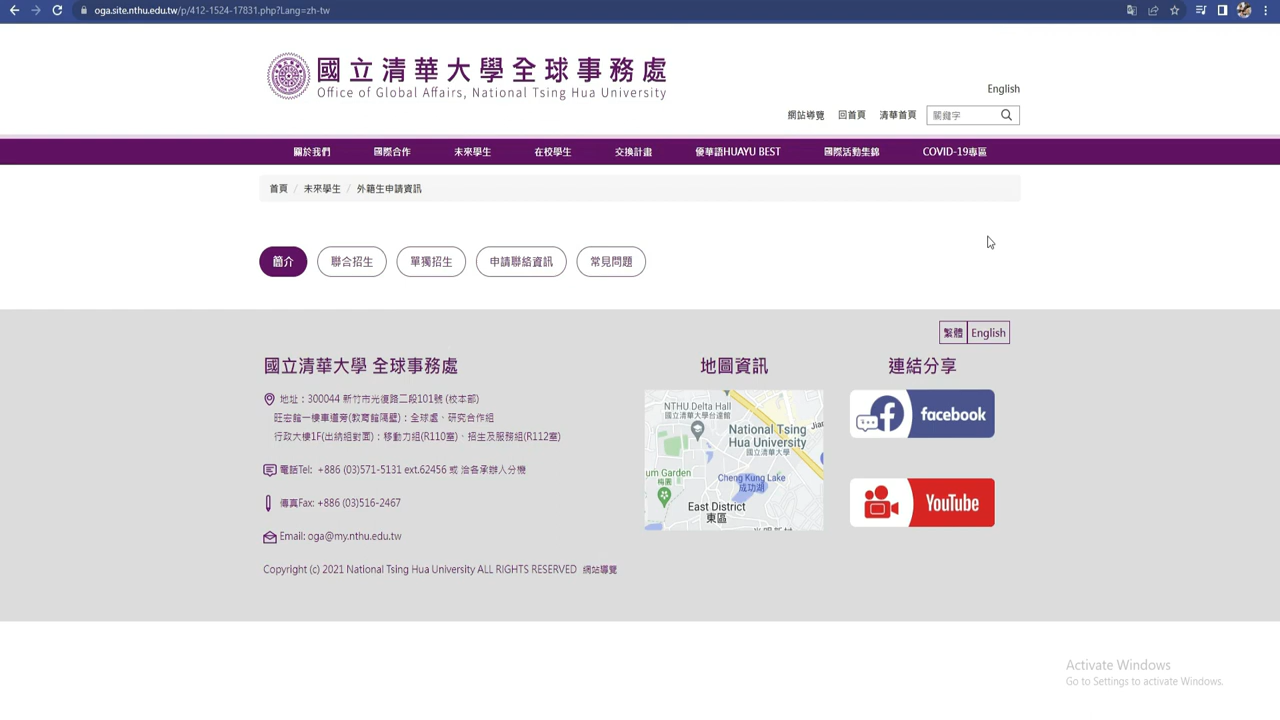 oga.site.nthu.edu.tw/p/412-1524-17831.php?Lang=zh-tw
國立清華大學全球事務處
Office of Global Affairs, National Tsing Hua University
English
網站導覽 回首頁 清華首頁 關鍵字
關於我們 國際合作 未來學生 在校學生 交換計畫 優華語HUAYU BEST 國際活動集錦 COVID-19專區
首頁 / 未來學生 / 外籍生申請資訊
簡介 聯合招生 單獨招生 申請聯絡資訊 常見問題
繁體 English
國立清華大學 全球事務處
地址：300044 新竹市光復路二段101號 (校本部)
旺宏館一樓車道旁(教育館隔壁)：全球處、研究合作組
行政大樓1F(出納組對面)：移動力組(R110室)、招生及服務組(R112室)
電話Tel: +886 (03)571-5131 ext.62456 或 洽各承辦人分機
傳真Fax: +886 (03)516-2467
Email: oga@my.nthu.edu.tw
Copyright (c) 2021 National Tsing Hua University ALL RIGHTS RESERVED 網站導覽
地圖資訊
NTHU Delta Hall
國立清華大學台達館
National Tsing
Hua University
國立清華大學
um Garden
梅園
Cheng Kung Lake
成功湖
East District
東區
連結分享
facebook
YouTube
Activate Windows
Go to Settings to activate Windows.